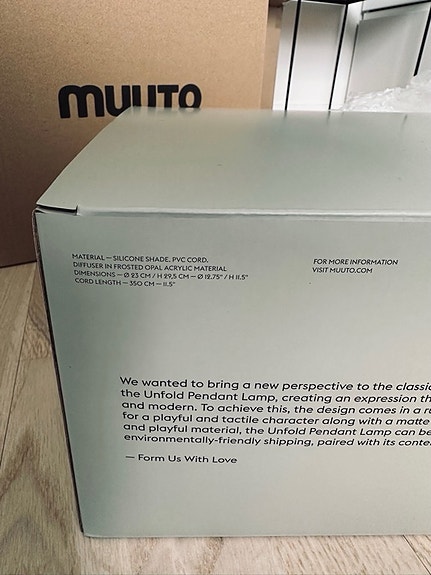 muuto
MATERIAL — SILICONE SHADE. PVC CORD.
DIFFUSER IN FROSTED OPAL ACRYLIC MATERIAL
DIMENSIONS — Ø 23 CM / H 29,5 CM — Ø 12.75” / H 11.5”
CORD LENGTH — 350 CM — 11.5”
FOR MORE INFORMATION
VISIT MUUTO.COM
We wanted to bring a new perspective to the classic
the Unfold Pendant Lamp, creating an expression th
and modern. To achieve this, the design comes in a ru
for a playful and tactile character along with a matte
and playful material, the Unfold Pendant Lamp can be
environmentally-friendly shipping, paired with its conte
— Form Us With Love